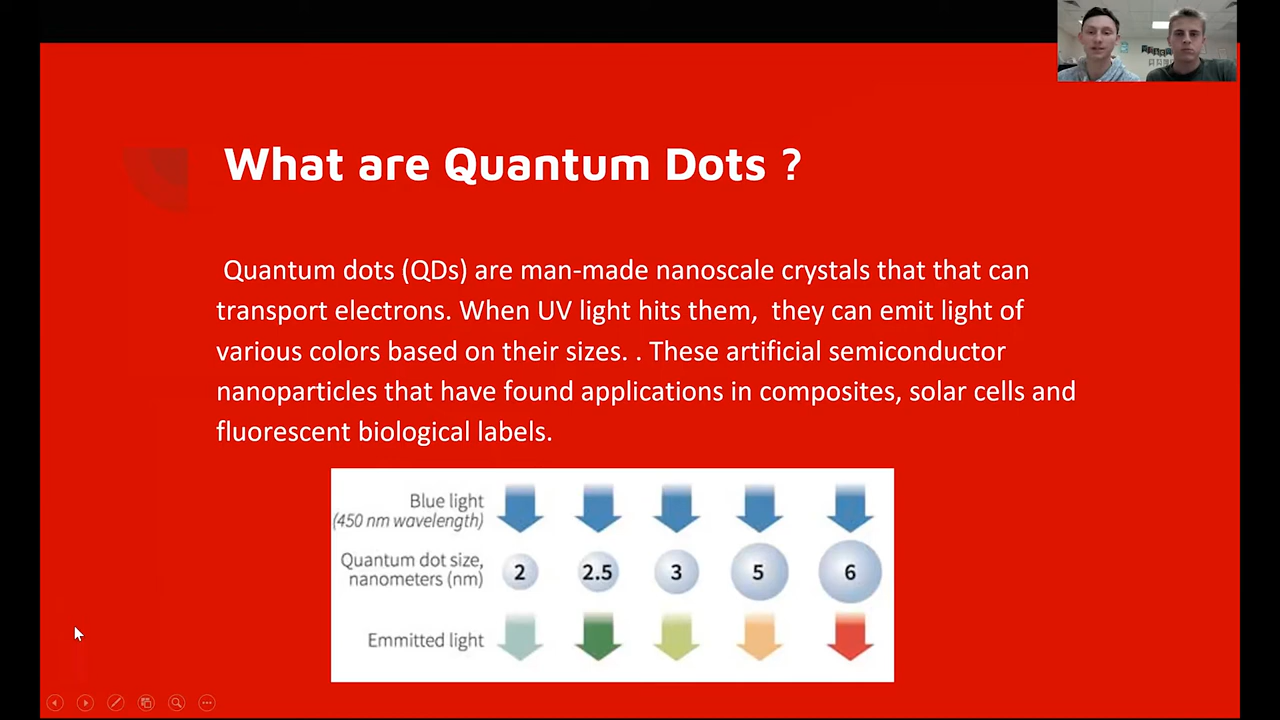 What are Quantum Dots ?
Quantum dots (QDs) are man-made nanoscale crystals that that can
transport electrons. When UV light hits them, they can emit light of
various colors based on their sizes. . These artificial semiconductor
nanoparticles that have found applications in composites, solar cells and
fluorescent biological labels.
Blue light
(450 nm wavelength)
Quantum dot size,
nanometers (nm)
2 2.5 3 5 6
Emmitted light